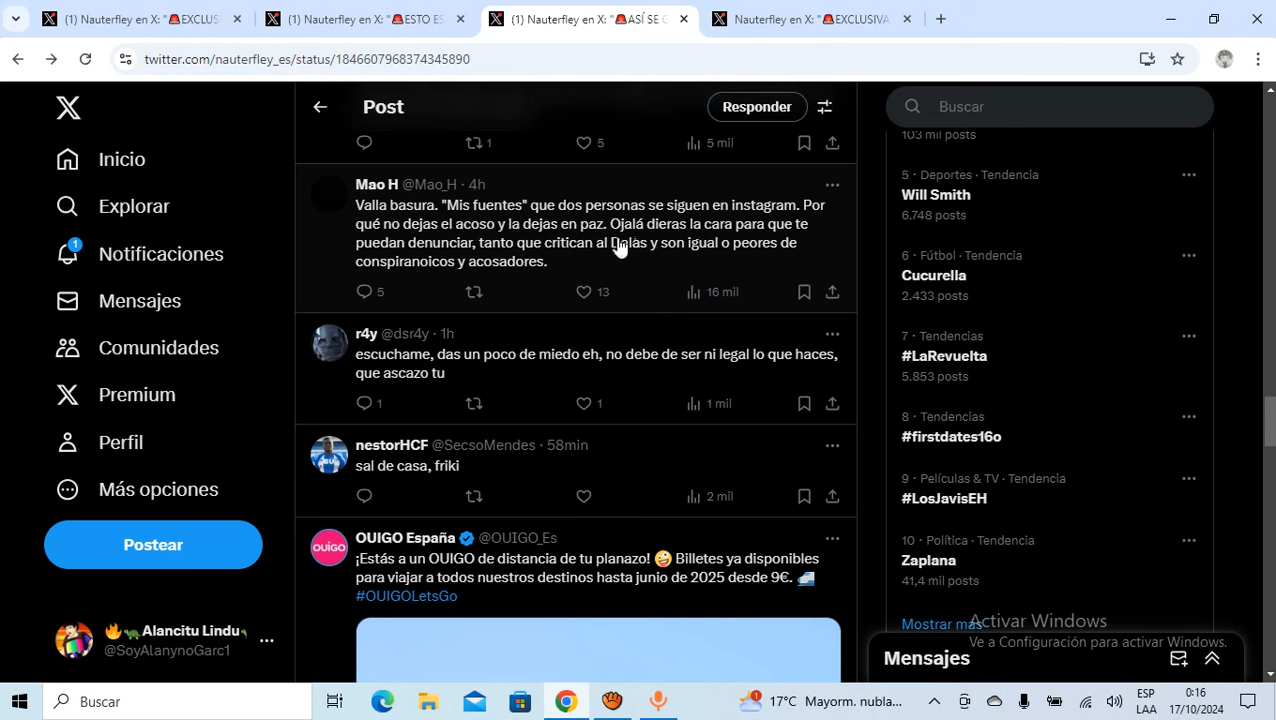 (1) Nauterfley en X: "🚨EXCLUS
(1) Nauterfley en X: "🚨ESTO ES
(1) Nauterfley en X: "🚨ASÍ SE G
Nauterfley en X: "🚨EXCLUSIVA
twitter.com/nauterfley_es/status/1846607968374345890
Inicio
Explorar
1
Notificaciones
Mensajes
Comunidades
Premium
Perfil
Más opciones
Postear
🔥🦖Alancitu Lindu
@SoyAlanynoGarc1
Post
Responder
1
5
5 mil
Mao H @Mao_H · 4h
Valla basura. "Mis fuentes" que dos personas se siguen en instagram. Por
qué no dejas el acoso y la dejas en paz. Ojalá dieras la cara para que te
puedan denunciar, tanto que critican al Dalas y son igual o peores de
conspiranoicos y acosadores.
5
13
16 mil
r4y @dsr4y · 1h
escuchame, das un poco de miedo eh, no debe de ser ni legal lo que haces,
que ascazo tu
1
1
1 mil
nestorHCF @SecsoMendes · 58min
sal de casa, friki
2 mil
OUIGO España @OUIGO_Es
¡Estás a un OUIGO de distancia de tu planazo! 🤪 Billetes ya disponibles
para viajar a todos nuestros destinos hasta junio de 2025 desde 9€. 🚄
#OUIGOLetsGo
ouigo
Buscar
103 mil posts
5 · Deportes · Tendencia
Will Smith
6.748 posts
6 · Fútbol · Tendencia
Cucurella
2.433 posts
7 · Tendencias
#LaRevuelta
5.853 posts
8 · Tendencias
#firstdates16o
9 · Películas & TV · Tendencia
#LosJavisEH
10 · Política · Tendencia
Zaplana
41,4 mil posts
Mostrar más
Activar Windows
Ve a Configuración para activar Windows.
Mensajes
Buscar
1
17°C Mayorm. nubla...
ESP
LAA
0:16
17/10/2024